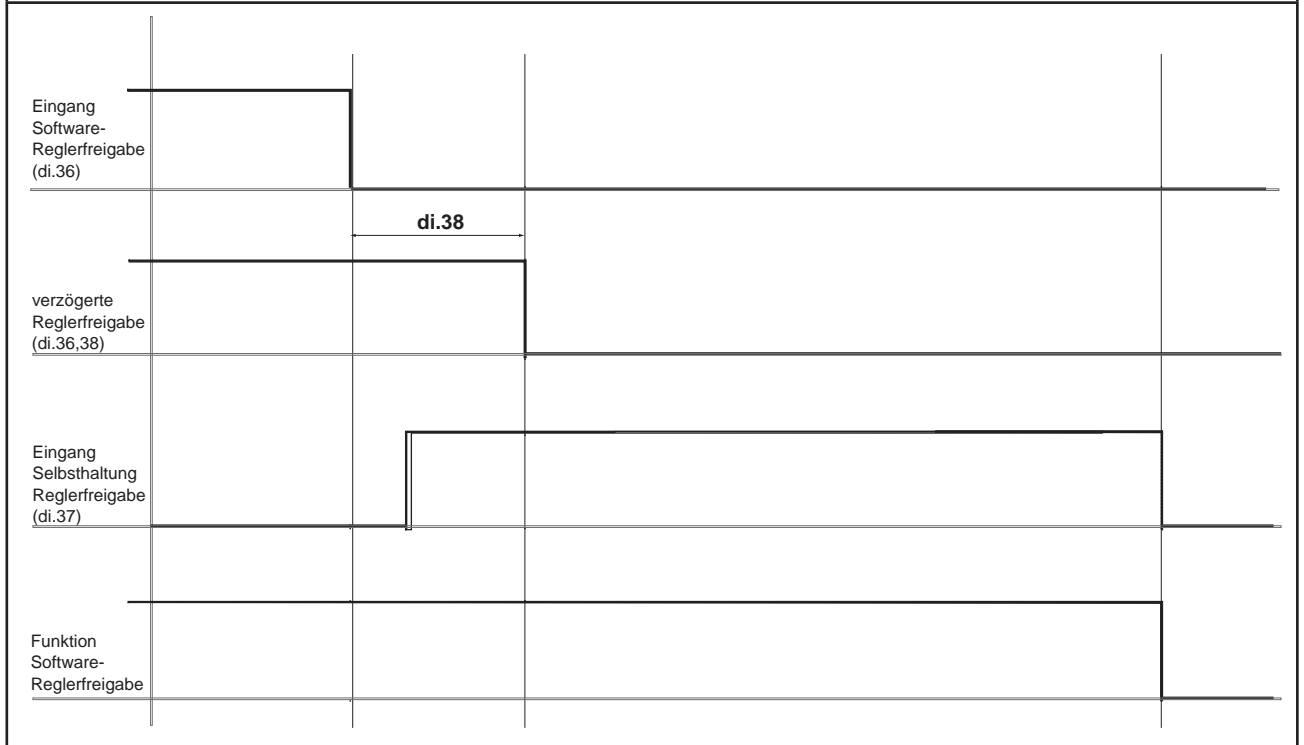 Eingang
Software-
Reglerfreigabe
(di.36)
di.38
verzögerte
Reglerfreigabe
(di.36,38)
Eingang
Selbsthaltung
Reglerfreigabe
(di.37)
Funktion
Software-
Reglerfreigabe